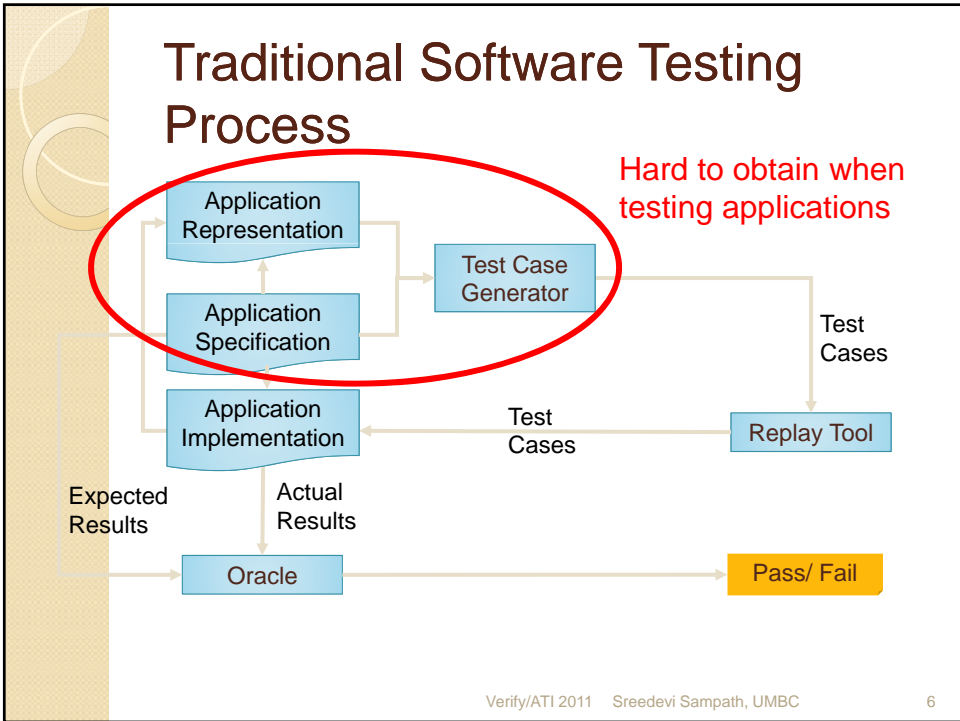 Traditional Software Testing
Process
Hard to obtain when
testing applications
Application
Representation
Test Case
Generator
Application
Specification
Test
Cases
Application
Implementation
Test
Cases
Replay Tool
Expected
Results
Actual
Results
Oracle
Pass/ Fail
Verify/ATI 2011 Sreedevi Sampath, UMBC 6